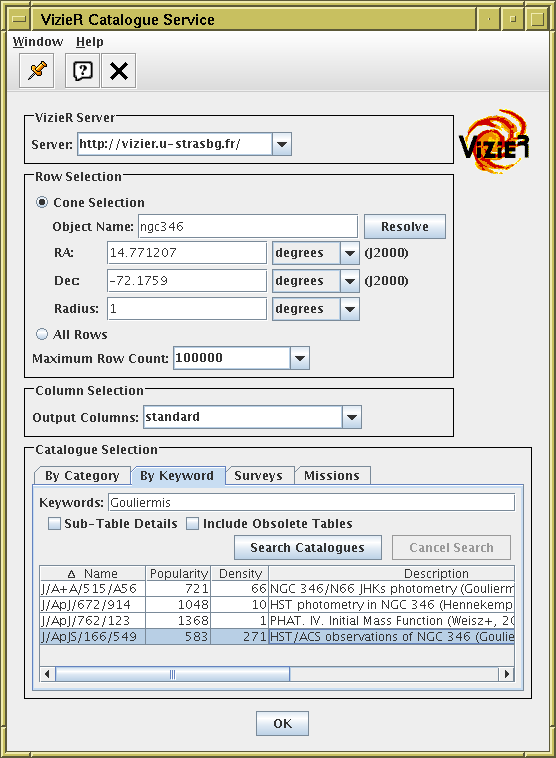 VizieR Catalogue Service
Window Help
VizieR Server
Server: http://vizier.u-strasbg.fr/
VizieR
Row Selection
Cone Selection
Object Name: ngc346 Resolve
RA: 14.771207 degrees (J2000)
Dec: -72.1759 degrees (J2000)
Radius: 1 degrees
All Rows
Maximum Row Count: 100000
Column Selection
Output Columns: standard
Catalogue Selection
By Category By Keyword Surveys Missions
Keywords: Gouliermis
Sub-Table Details Include Obsolete Tables
Search Catalogues Cancel Search
Δ Name Popularity Density Description
J/A+A/515/A56 721 66 NGC 346/N66 JHKs photometry (Goulierm
J/ApJ/672/914 1048 10 HST photometry in NGC 346 (Hennekemp
J/ApJ/762/123 1368 1 PHAT. IV. Initial Mass Function (Weisz+, 20
J/ApJS/166/549 583 271 HST/ACS observations of NGC 346 (Goulie
OK